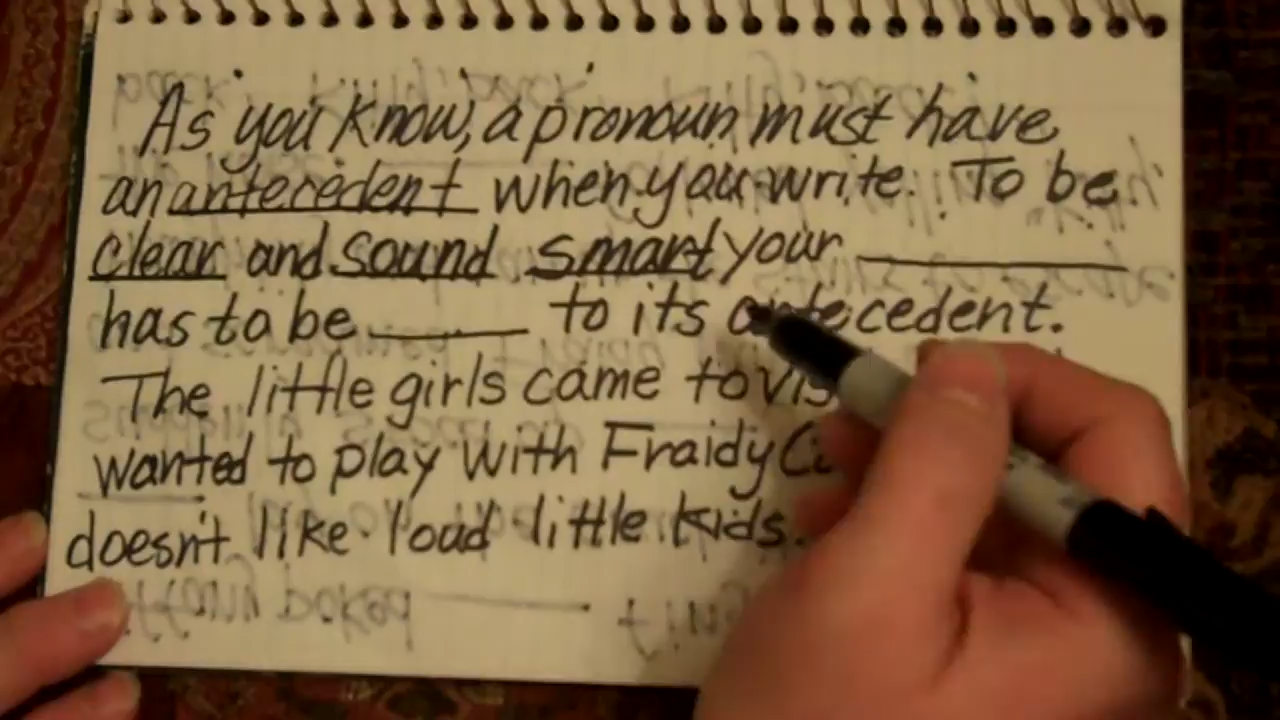 As you know, a pronoun must have
an antecedent when you write. To be
clear and sound smart your ________
has to be ______ to its antecedent.
The little girls came to
wanted to play with Fraidy
doesn't like loud little kids.